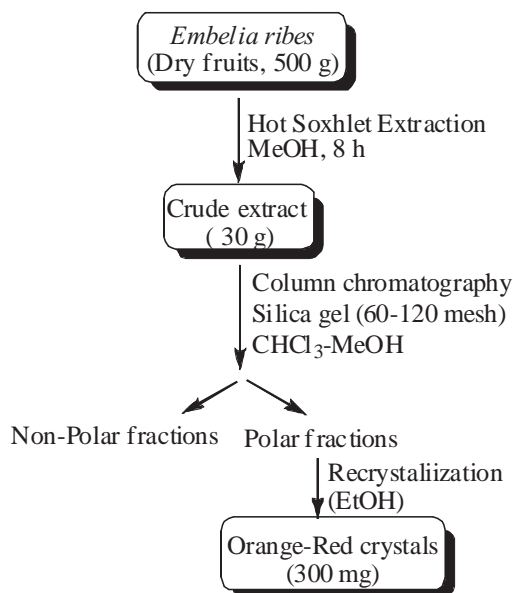 Embelia ribes
(Dry fruits, 500 g)
Hot Soxhlet Extraction
MeOH, 8 h
Crude extract
( 30 g)
Column chromatography
Silica gel (60-120 mesh)
CHCl3-MeOH
Non-Polar fractions
Polar fractions
Recrystaliization
(EtOH)
Orange-Red crystals
(300 mg)